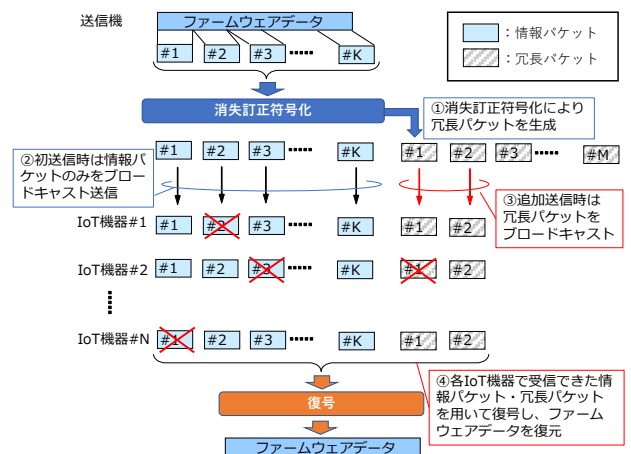 送信機
ファームウェアデータ
#1 #2 #3 ▪▪▪▪▪ #K
：情報パケット
：冗長パケット
消失訂正符号化
①消失訂正符号化により
冗長パケットを生成
②初送信時は情報パ
ケットのみをブロー
ドキャスト送信
#1 #2 #3 ▪▪▪▪▪ #K #1 #2 #3 ▪▪▪▪▪ #M
③追加送信時は
冗長パケットを
ブロードキャスト
IoT機器#1 #1 #2 #3 ▪▪▪▪▪ #K #1 #2
IoT機器#2 #1 #2 #3 ▪▪▪▪▪ #K #1 #2
IoT機器#N #1 #2 #3 ▪▪▪▪▪ #K #1 #2
④各IoT機器で受信できた情
報パケット・冗長パケット
を用いて復号し、ファーム
ウェアデータを復元
復号
ファームウェアデータ